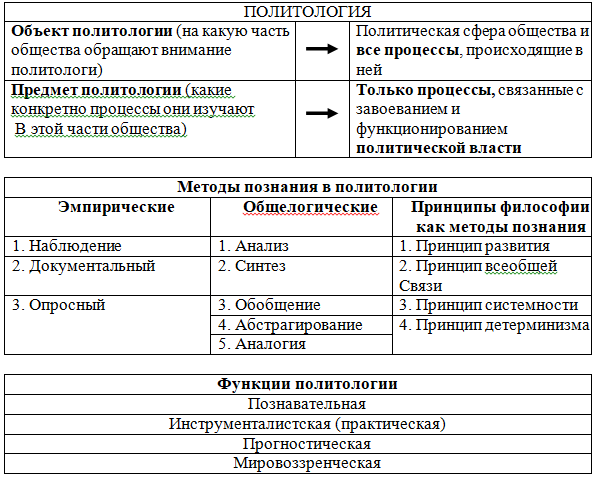 ПОЛИТОЛОГИЯ
Объект политологии (на какую часть
общества обращают внимание
политологи)
Политическая сфера общества и
все процессы, происходящие в
ней
Предмет политологии (какие
конкретно процессы они изучают
В этой части общества)
Только процессы, связанные с
завоеванием и
функционированием
политической власти
Методы познания в политологии
Эмпирические
Общелогические
Принципы философии
как методы познания
1. Наблюдение
1. Анализ
1. Принцип развития
2. Документальный
2. Синтез
2. Принцип всеобщей
Связи
3. Опросный
3. Обобщение
3. Принцип системности
4. Абстрагирование
4. Принцип детерминизма
5. Аналогия
Функции политологии
Познавательная
Инструменталистская (практическая)
Прогностическая
Мировоззренческая